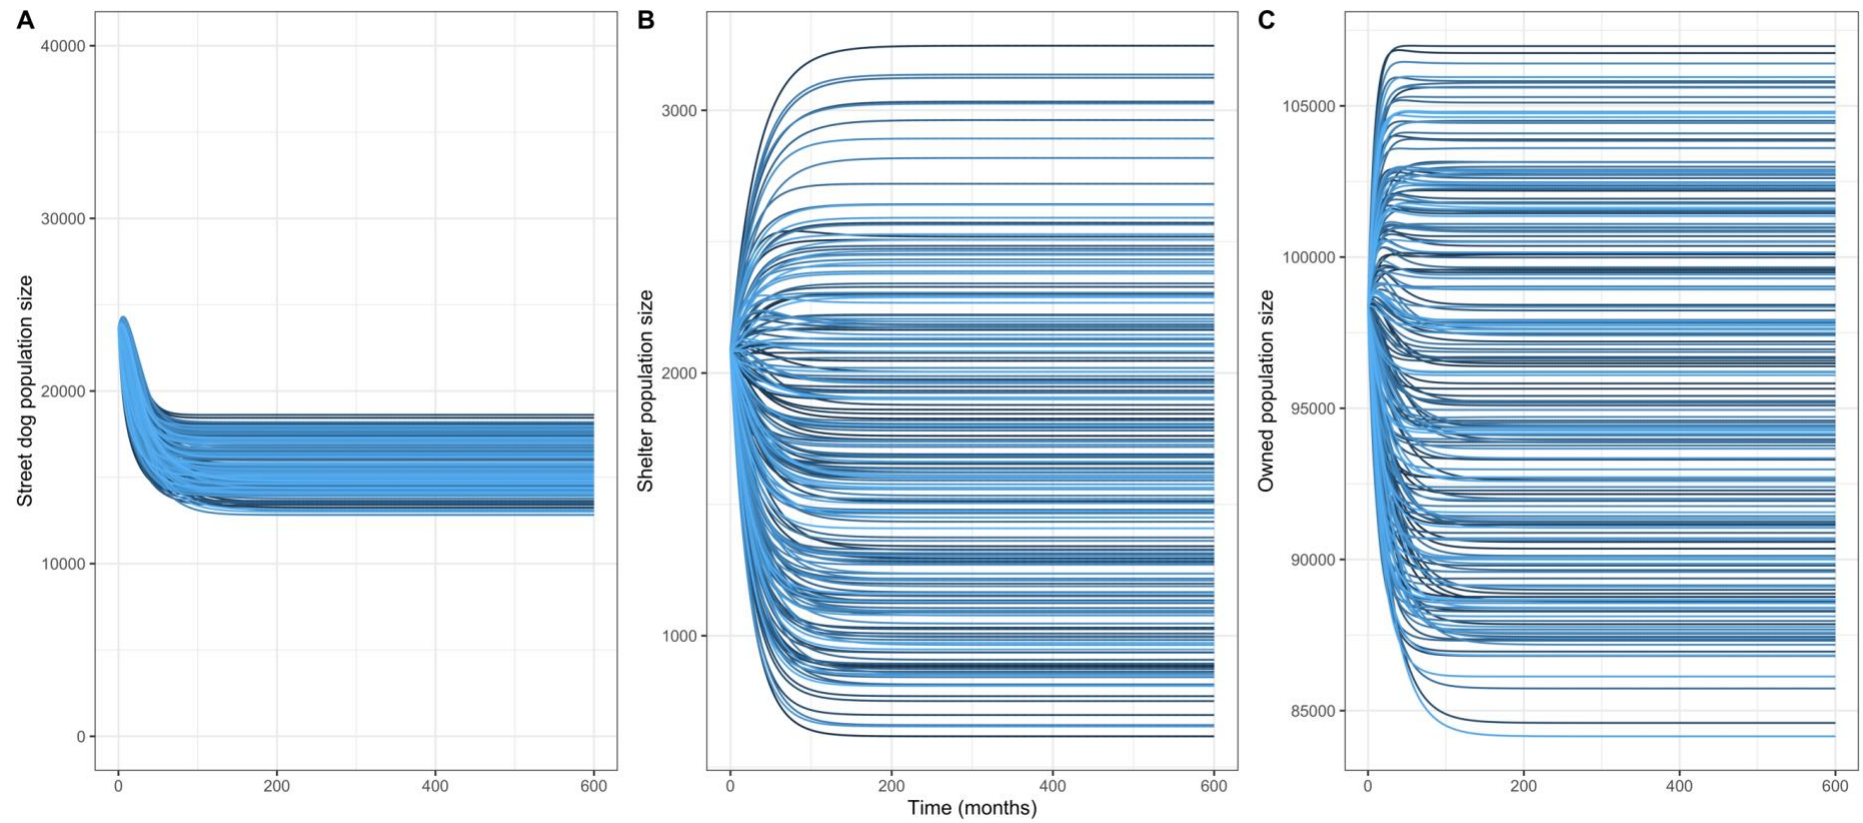 A
Street dog population size
40000
30000
20000
10000
0
0 200 400 600
B
Shelter population size
3000
2000
1000
0 200 400 600
Time (months)
C
Owned population size
105000
100000
95000
90000
85000
0 200 400 600